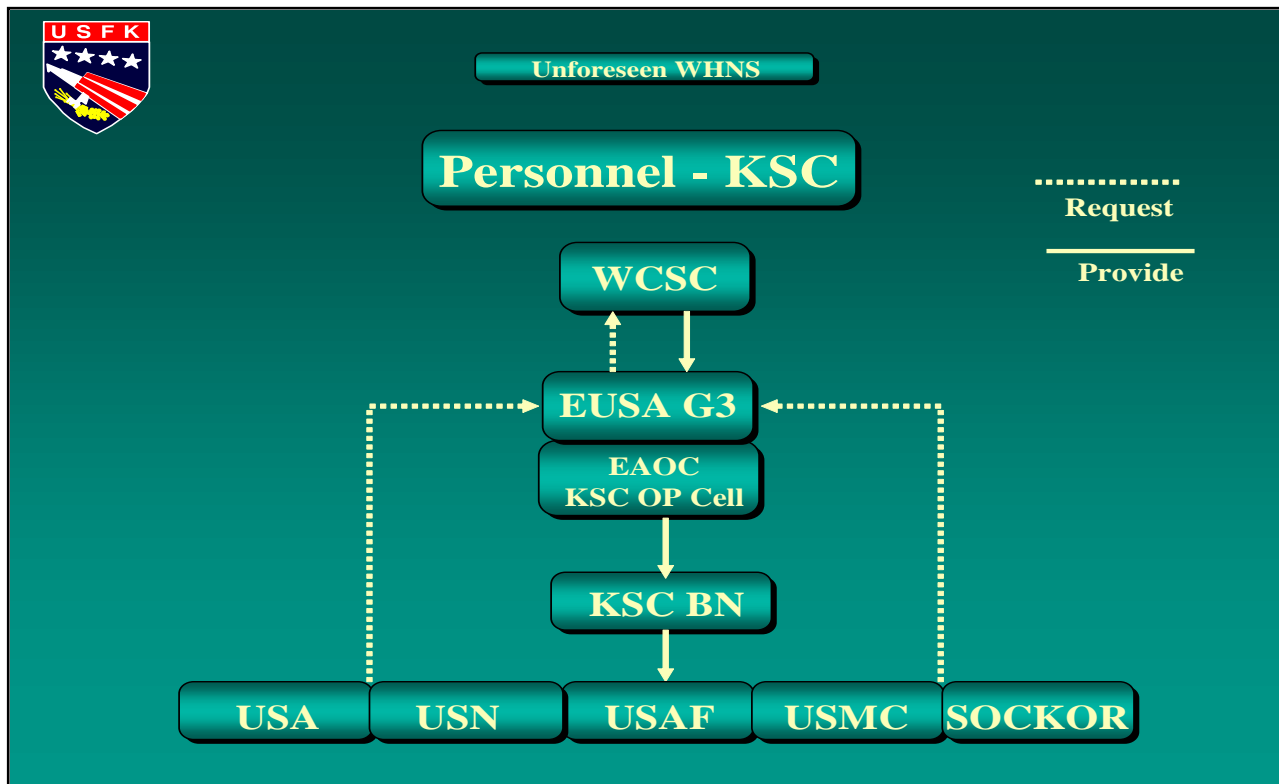 USFK
Unforeseen WHNS
Personnel - KSC
Request
Provide
WCSC
EUSA G3
EAOC
KSC OP Cell
KSC BN
USA
USN
USAF
USMC
SOCKOR